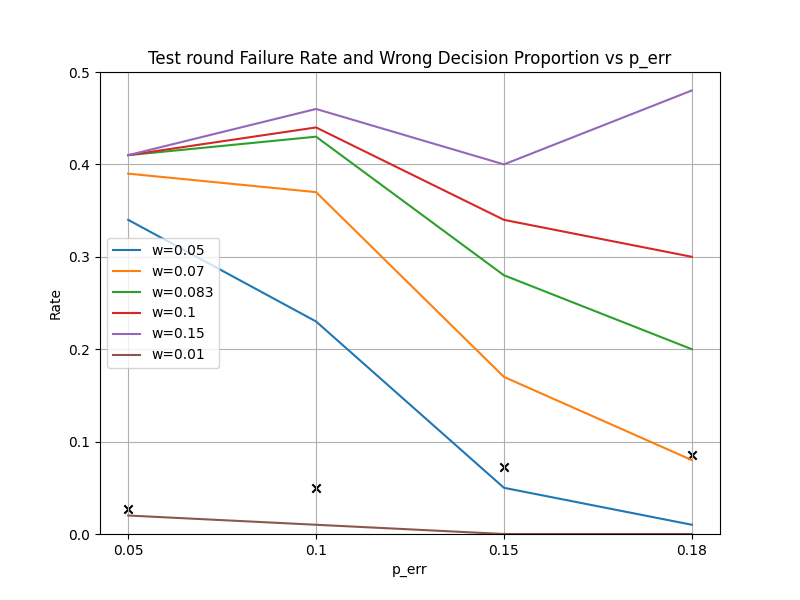 Test round Failure Rate and Wrong Decision Proportion vs p_err
0.5
0.4
0.3
0.2
0.1
0.0
Rate
w=0.05
w=0.07
w=0.083
w=0.1
w=0.15
w=0.01
0.05
0.1
0.15
0.18
p_err